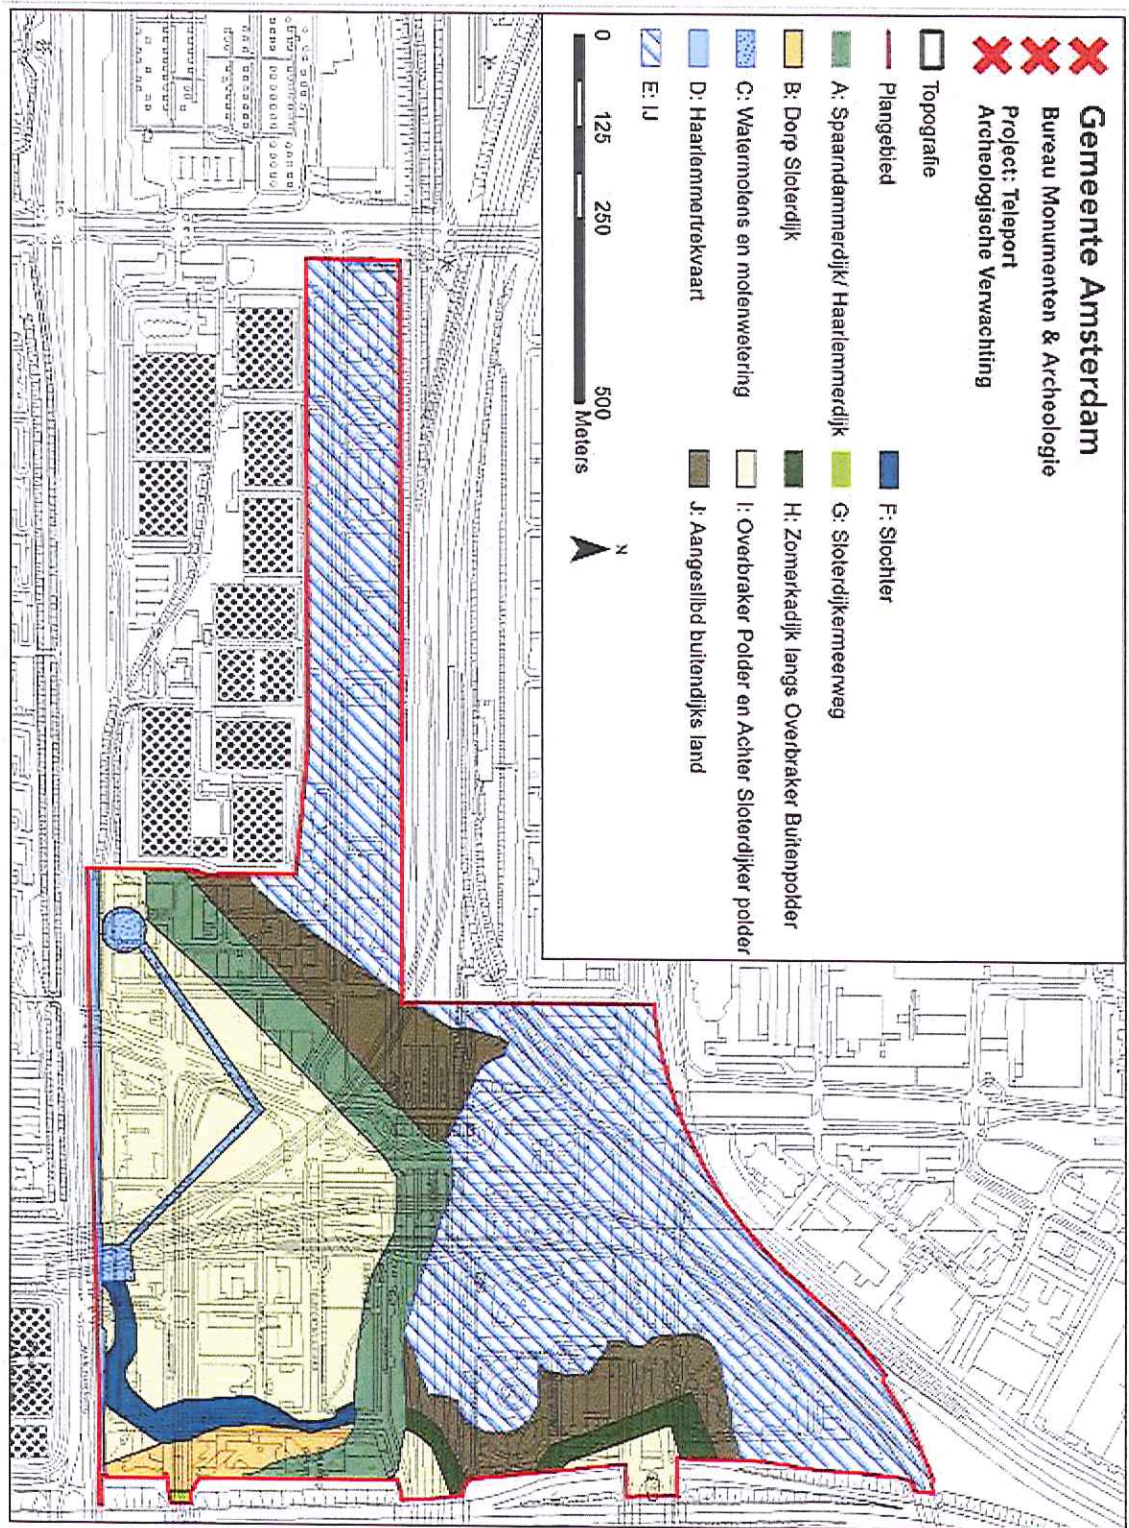 Gemeente Amsterdam
Bureau Monumenten & Archeologie
Project: Teleport
Archeologische Verwachting
Topografie
Plangebied
A: Spaarndammerdijk/ Haarlemmerdijk
B: Dorp Sloterdijk
C: Watermolens en molenwetering
D: Haarlemmertrekvaart
E: IJ
F: Slochter
G: Sloterdijkermeerweg
H: Zomerkadijk langs Overbraker Buitenpolder
I: Overbraker Polder en Achter Sloterdijker polder
J: Aangeslibd buitendijks land
0 125 250 500
Meters
N